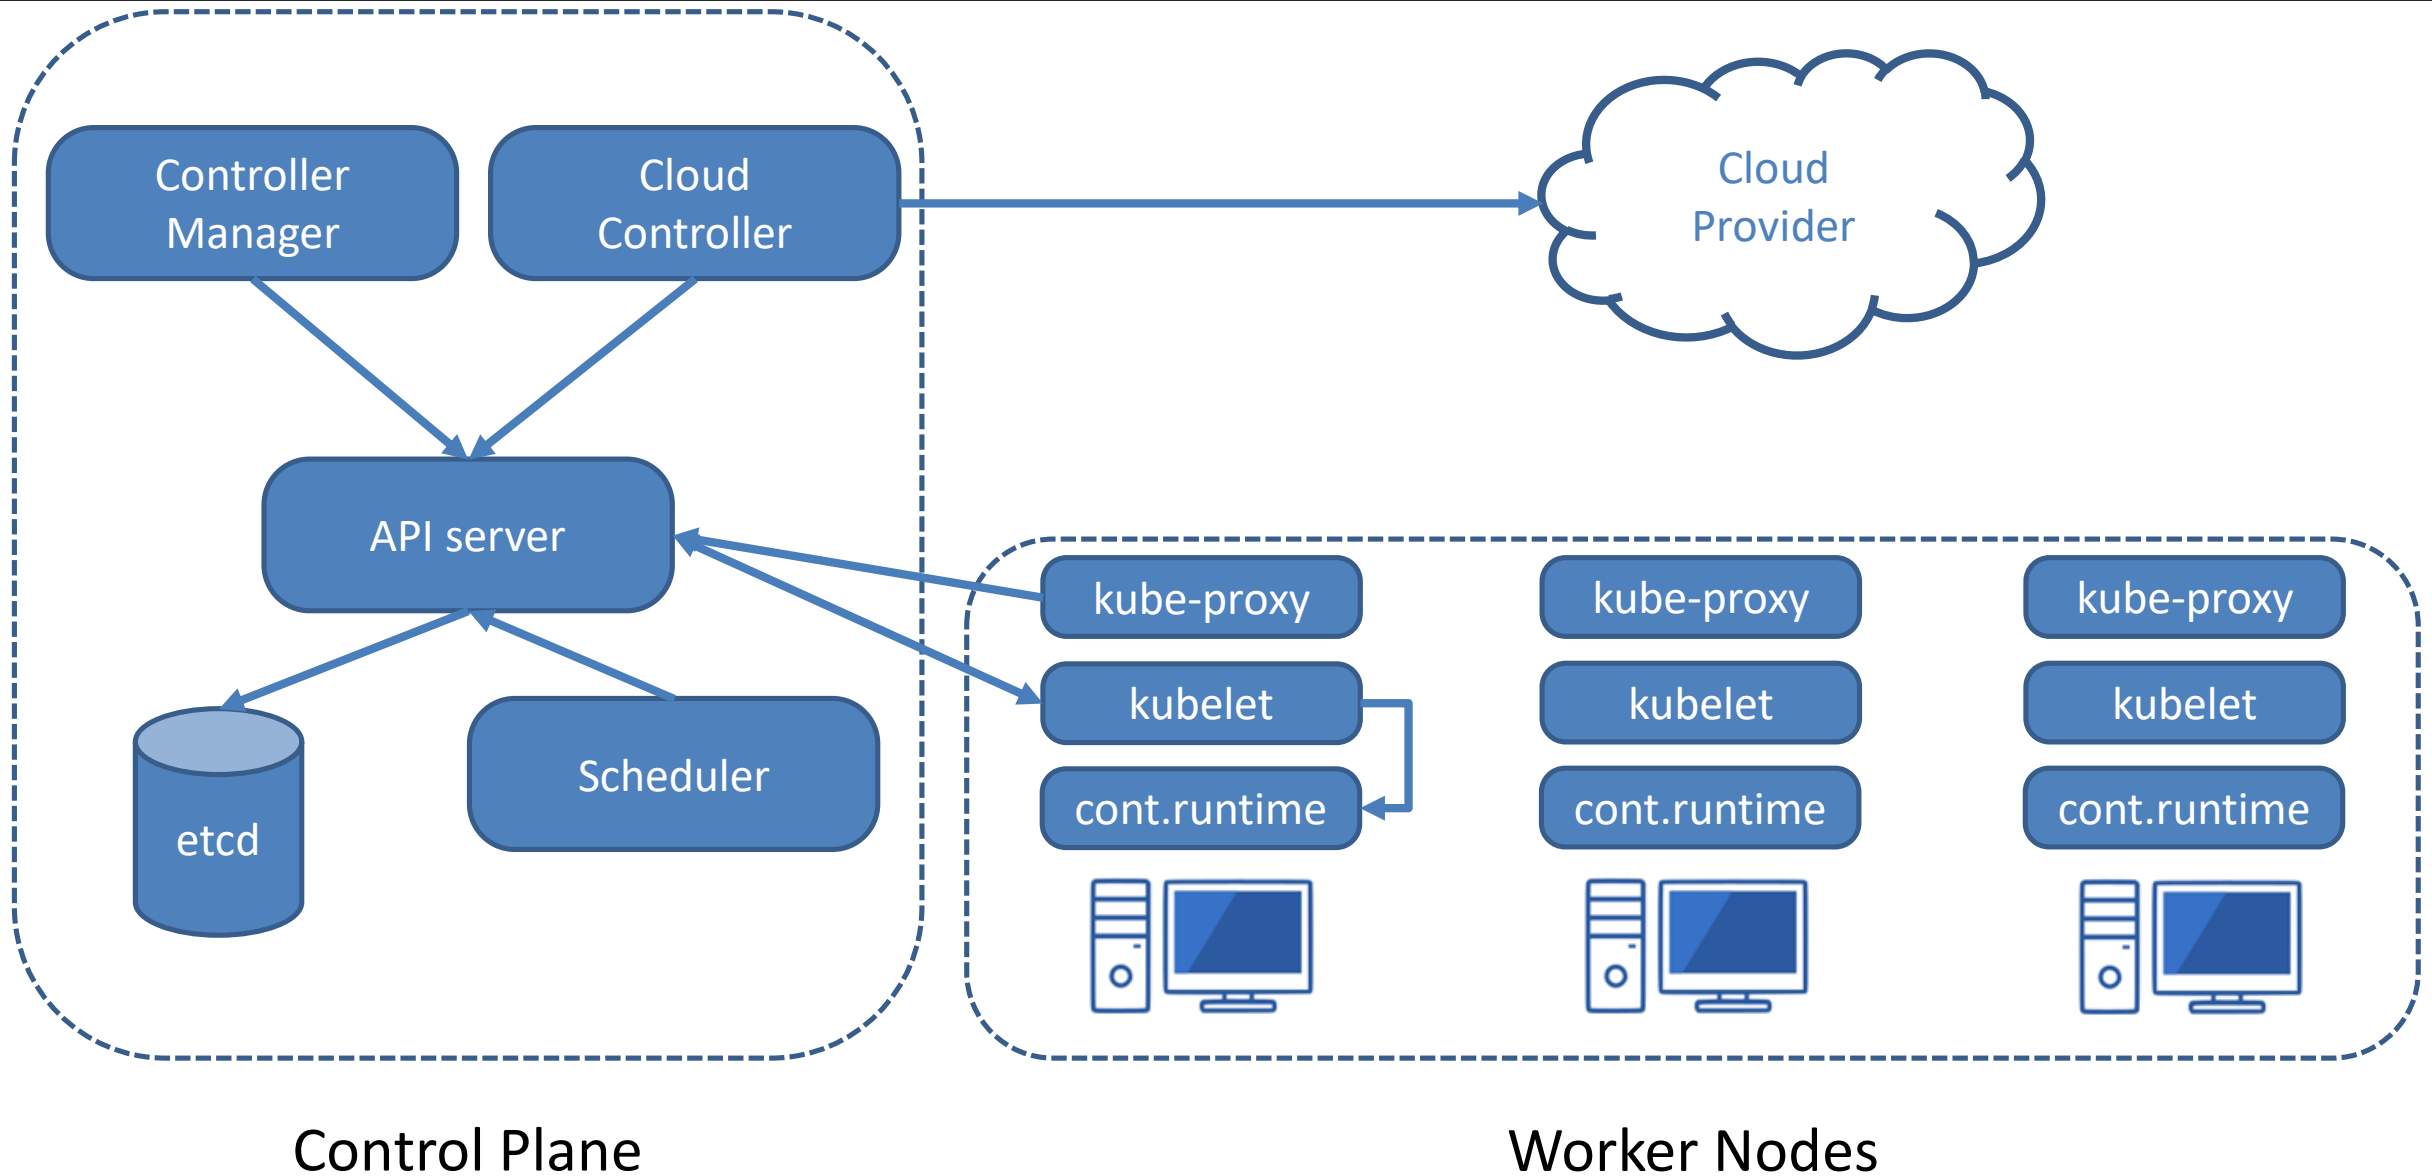 Controller
Manager
Cloud
Controller
Cloud
Provider
API server
etcd
Scheduler
kube-proxy
kubelet
cont.runtime
kube-proxy
kubelet
cont.runtime
kube-proxy
kubelet
cont.runtime
Control Plane
Worker Nodes